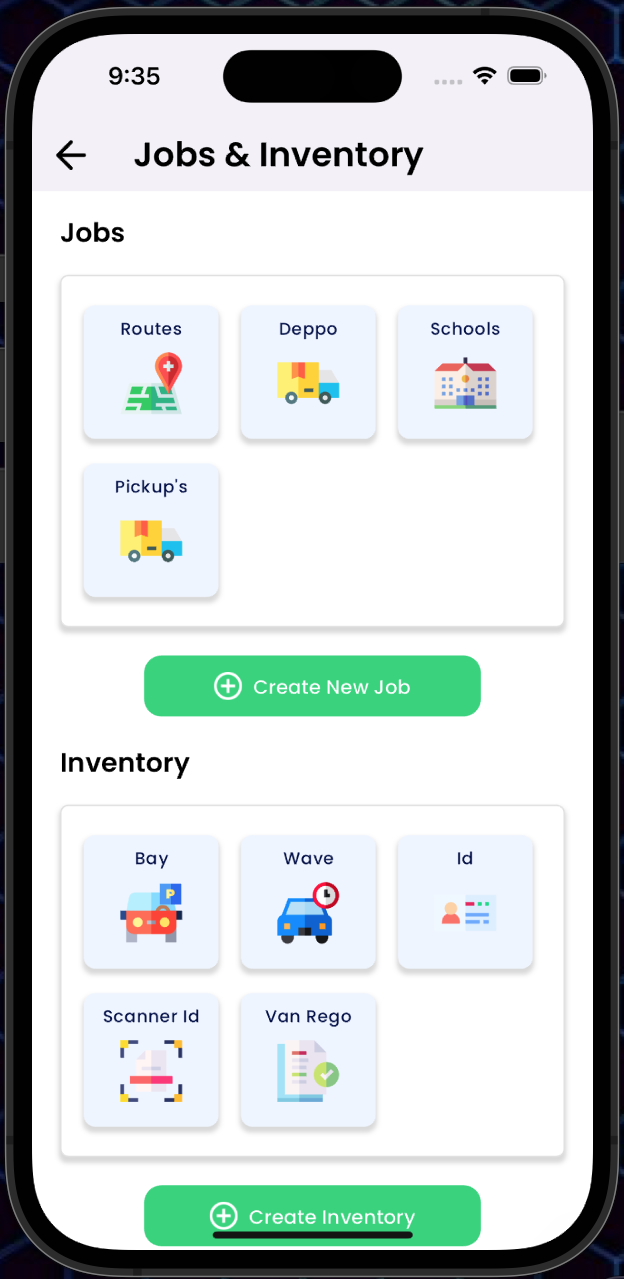 9:35
Jobs & Inventory
Jobs
Routes Deppo Schools
Pickup's
Create New Job
Inventory
Bay Wave Id
P
Scanner Id Van Rego
Create Inventory